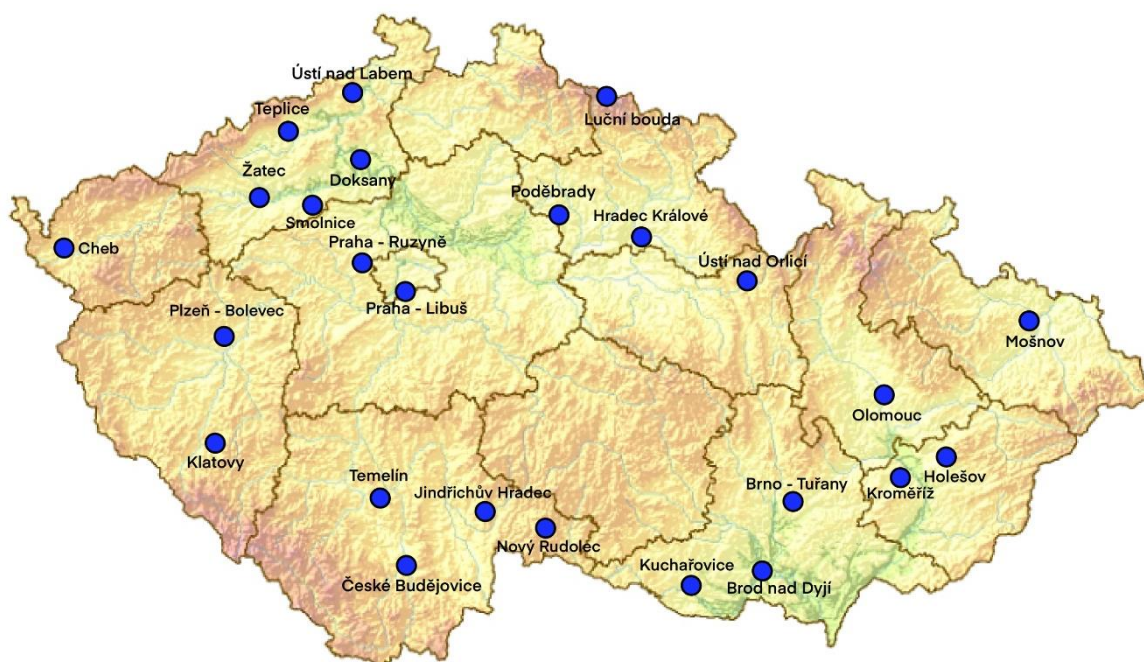 Ústí nad Labem
Teplice
Luční bouda
Žatec
Doksany
Poděbrady
Smolnice
Hradec Králové
Praha - Ruzyně
Cheb
Ústí nad Orlicí
Praha - Libuš
Plzeň - Bolevec
Mošnov
Olomouc
Klatovy
Holešov
Temelín
Brno - Tuřany
Kroměříž
Jindřichův Hradec
Nový Rudolec
Kuchařovice
České Budějovice
Brod nad Dyjí